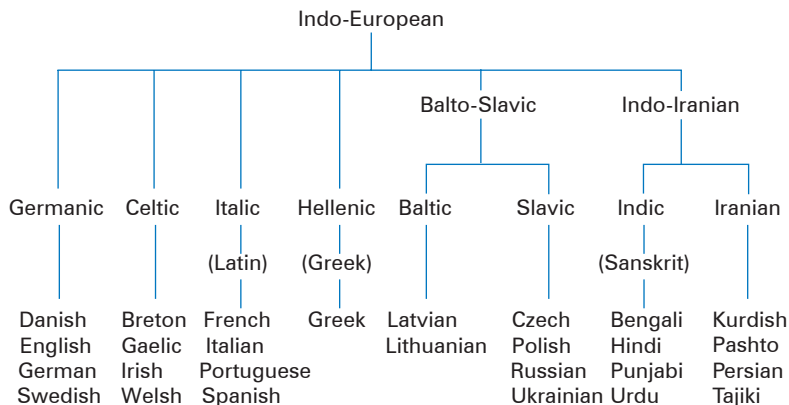 Indo-European
Balto-Slavic Indo-Iranian
Germanic Celtic Italic Hellenic Baltic Slavic Indic Iranian
(Latin) (Greek) (Sanskrit)
Danish Breton French Greek Latvian Czech Bengali Kurdish
English Gaelic Italian Lithuanian Polish Hindi Pashto
German Irish Portuguese Russian Punjabi Persian
Swedish Welsh Spanish Ukrainian Urdu Tajiki